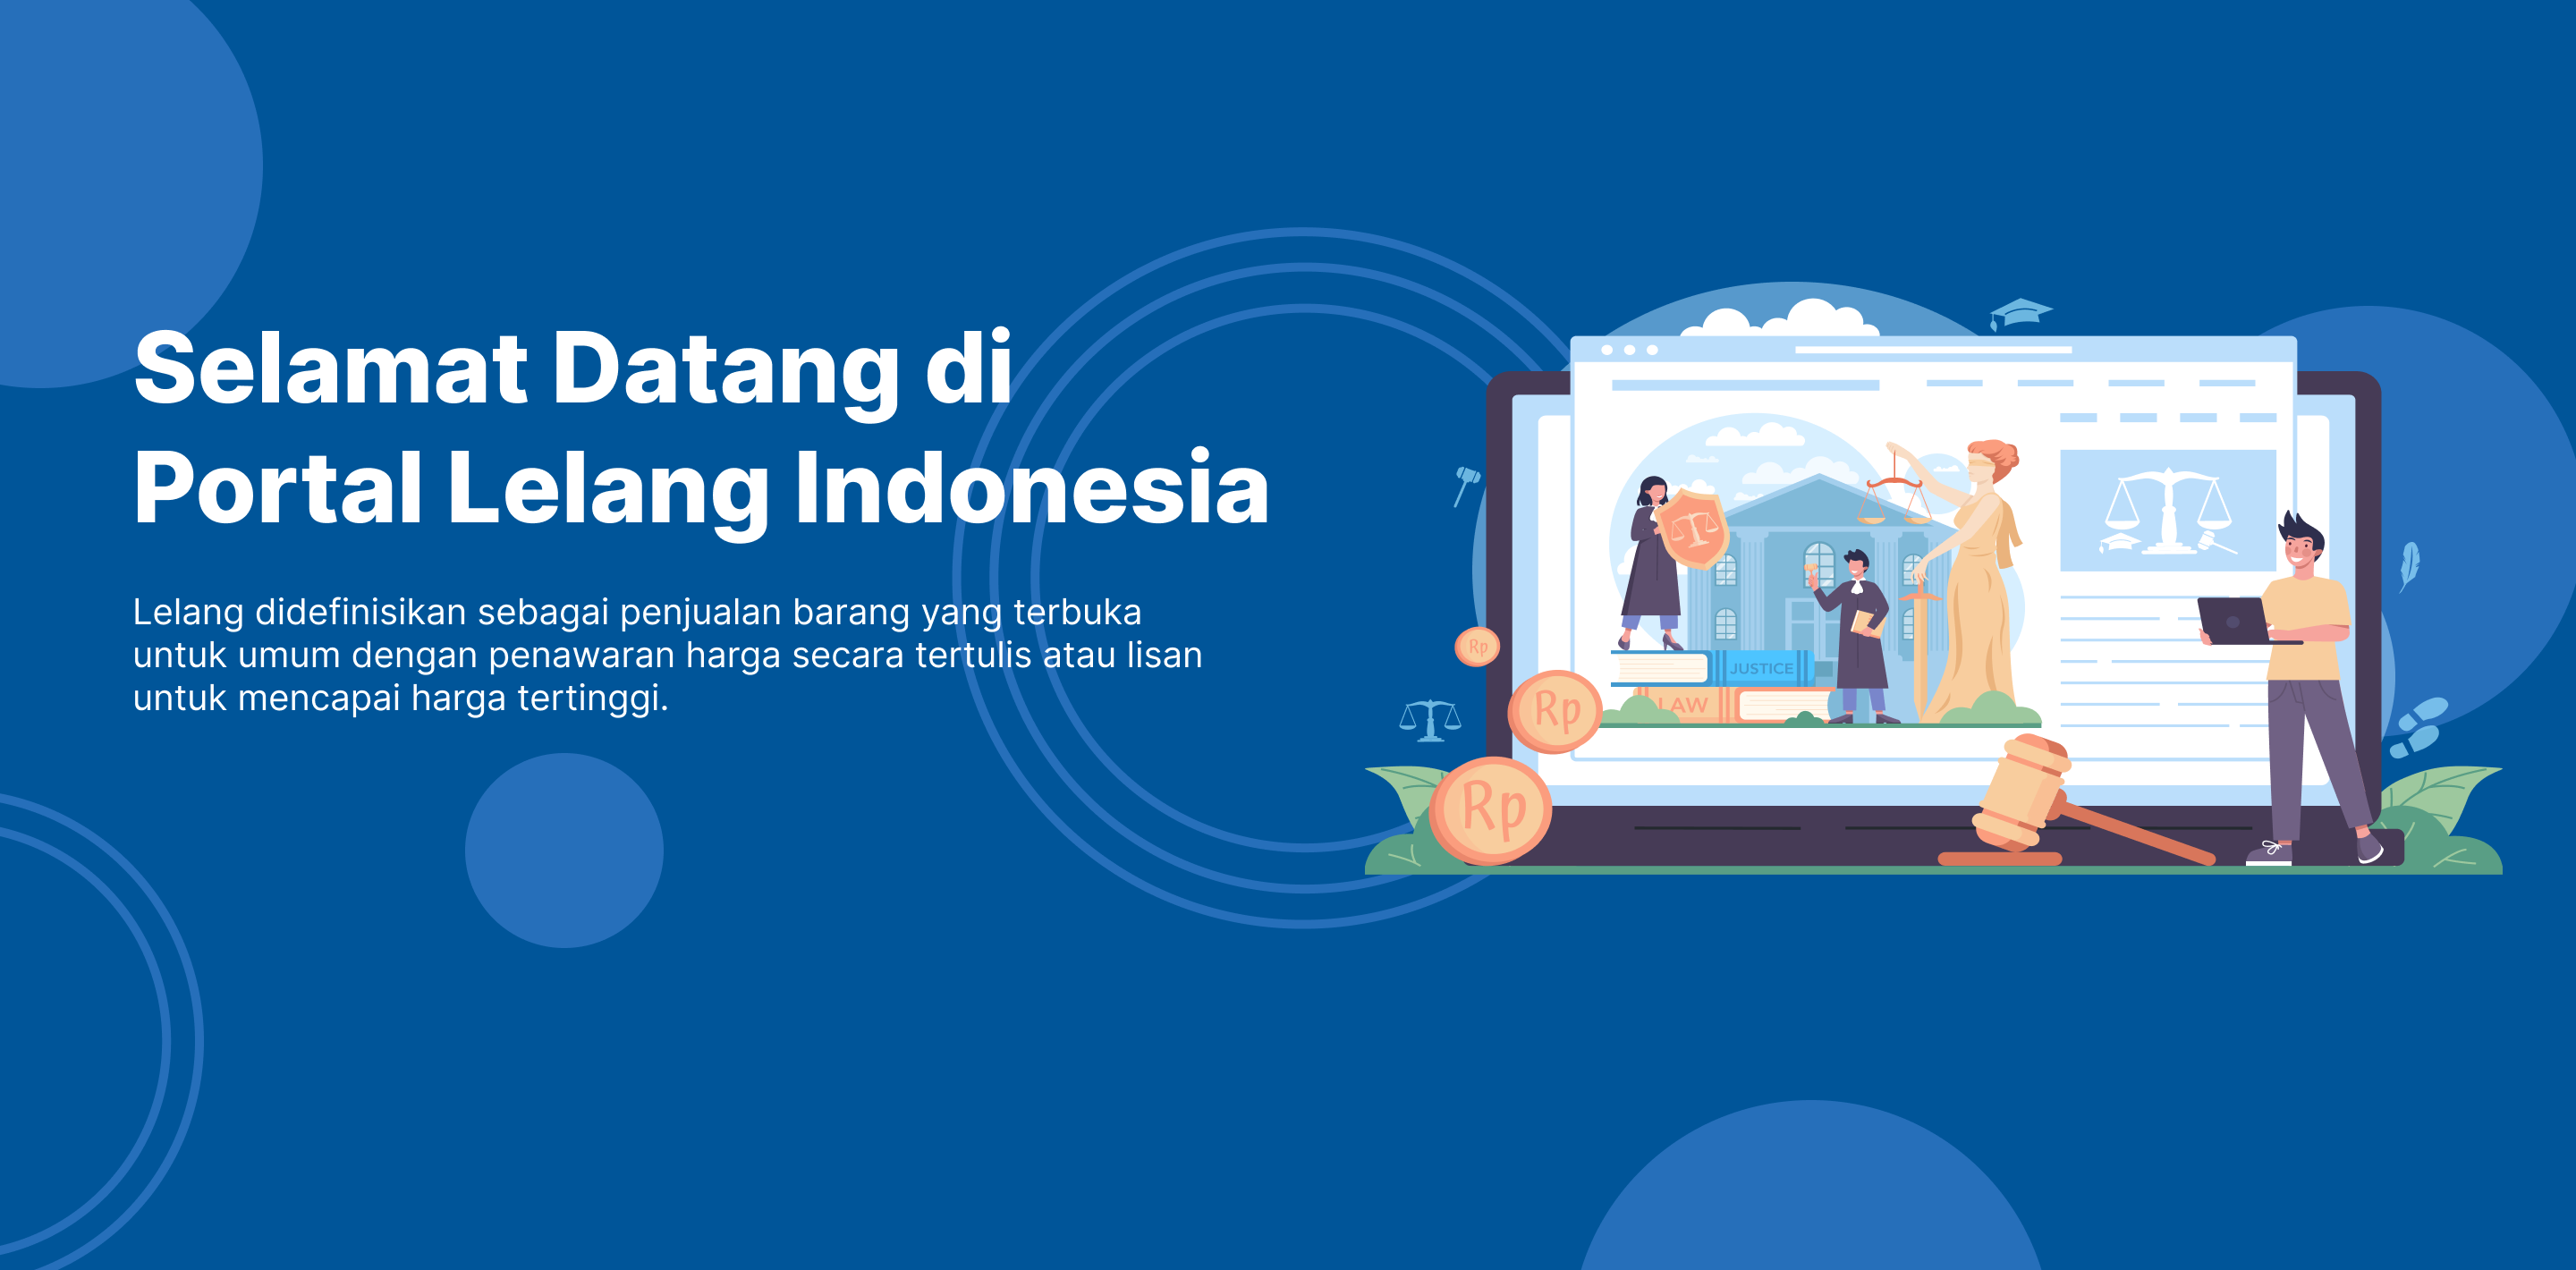 Selamat Datang di
Portal Lelang Indonesia
Lelang didefinisikan sebagai penjualan barang yang terbuka
untuk umum dengan penawaran harga secara tertulis atau lisan
untuk mencapai harga tertinggi.
JUSTICE
LAW
Rp
Rp
Rp